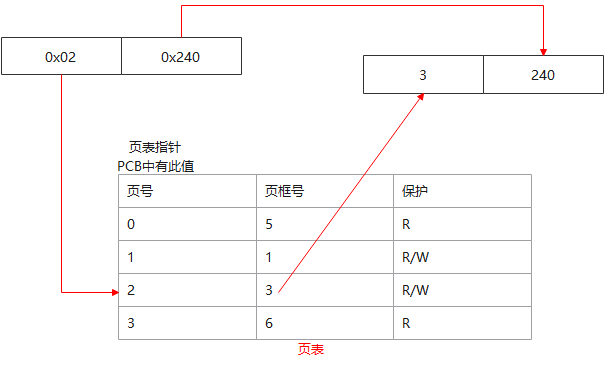 0x02 0x240
3 240
页表指针
PCB中有此值
页号 页框号 保护
0 5 R
1 1 R/W
2 3 R/W
3 6 R
页表